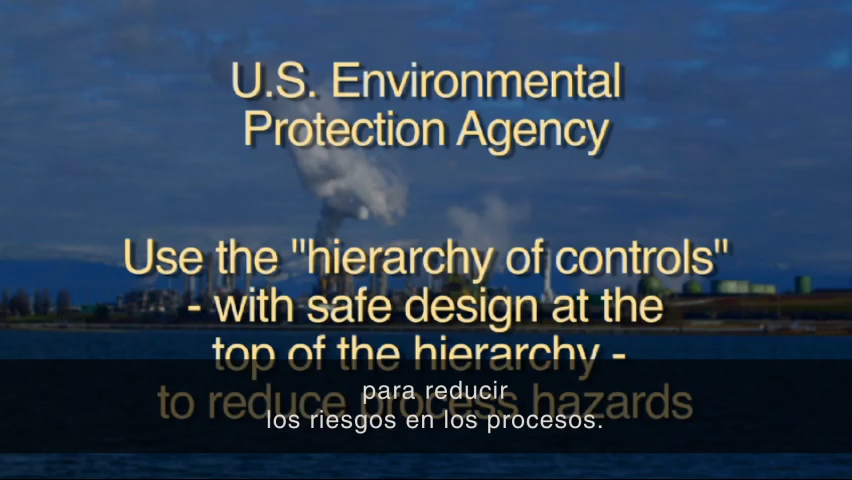 U.S. Environmental
Protection Agency
Use the "hierarchy of controls"
- with safe design at the
top of the hierarchy -
to reduce process hazards
para reducir
los riesgos en los procesos.